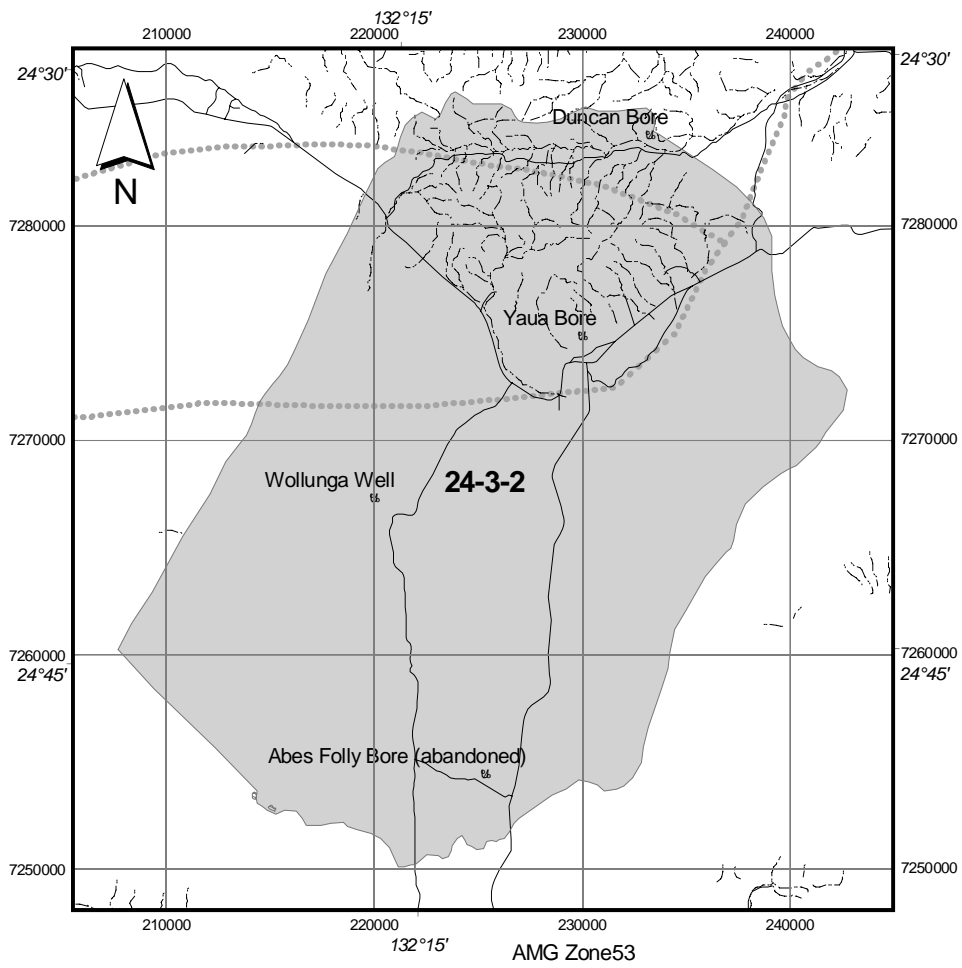 132°15'
210000 220000 230000 240000
24°30' 24°30'
Duncan Bore
N
7280000 7280000
Yaua Bore
7270000 7270000
Wollunga Well 24-3-2
7260000 7260000
24°45' 24°45'
Abes Folly Bore (abandoned)
7250000 7250000
210000 220000 230000 240000
132°15'
AMG Zone53